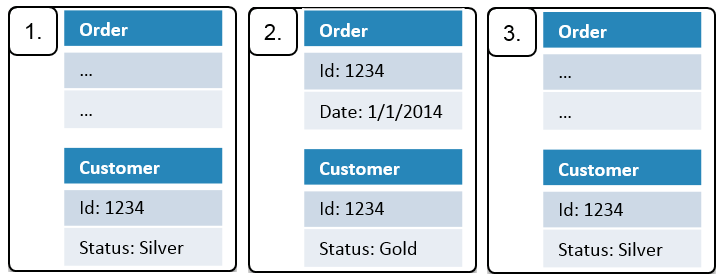 1.
Order
...
...
Customer
Id: 1234
Status: Silver
2.
Order
Id: 1234
Date: 1/1/2014
Customer
Id: 1234
Status: Gold
3.
Order
...
...
Customer
Id: 1234
Status: Silver